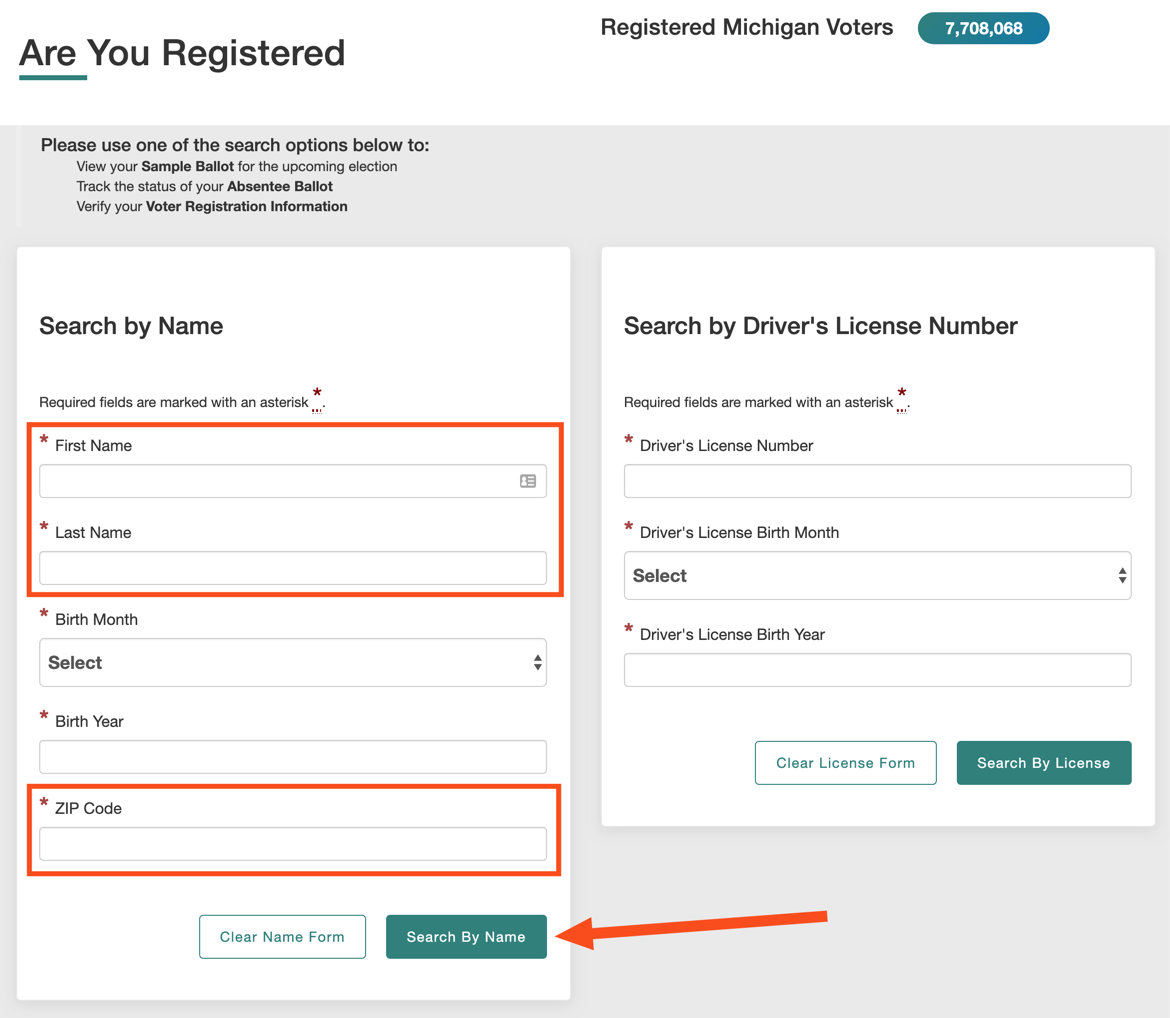 Are You Registered
Registered Michigan Voters 7,708,068
Please use one of the search options below to:
View your Sample Ballot for the upcoming election
Track the status of your Absentee Ballot
Verify your Voter Registration Information
Search by Name
Required fields are marked with an asterisk *.
* First Name
* Last Name
* Birth Month
Select
* Birth Year
* ZIP Code
Clear Name Form
Search By Name
Search by Driver's License Number
Required fields are marked with an asterisk *.
* Driver's License Number
* Driver's License Birth Month
Select
* Driver's License Birth Year
Clear License Form
Search By License